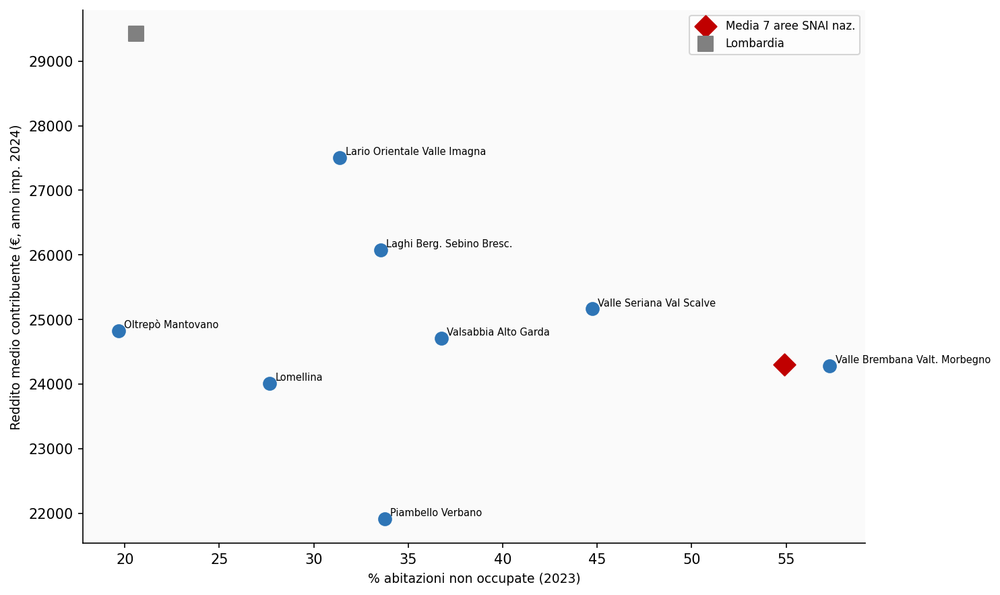 Media 7 aree SNAI naz.
Lombardia
29000
28000
27000
26000
25000
24000
23000
22000
Reddito medio contribuente (€, anno imp. 2024)
Lario Orientale Valle Imagna
Laghi Berg. Sebino Bresc.
Valle Seriana Val Scalve
Oltrepò Mantovano
Valsabbia Alto Garda
Valle Brembana Valt. Morbegno
Lomellina
Piambello Verbano
20 25 30 35 40 45 50 55
% abitazioni non occupate (2023)